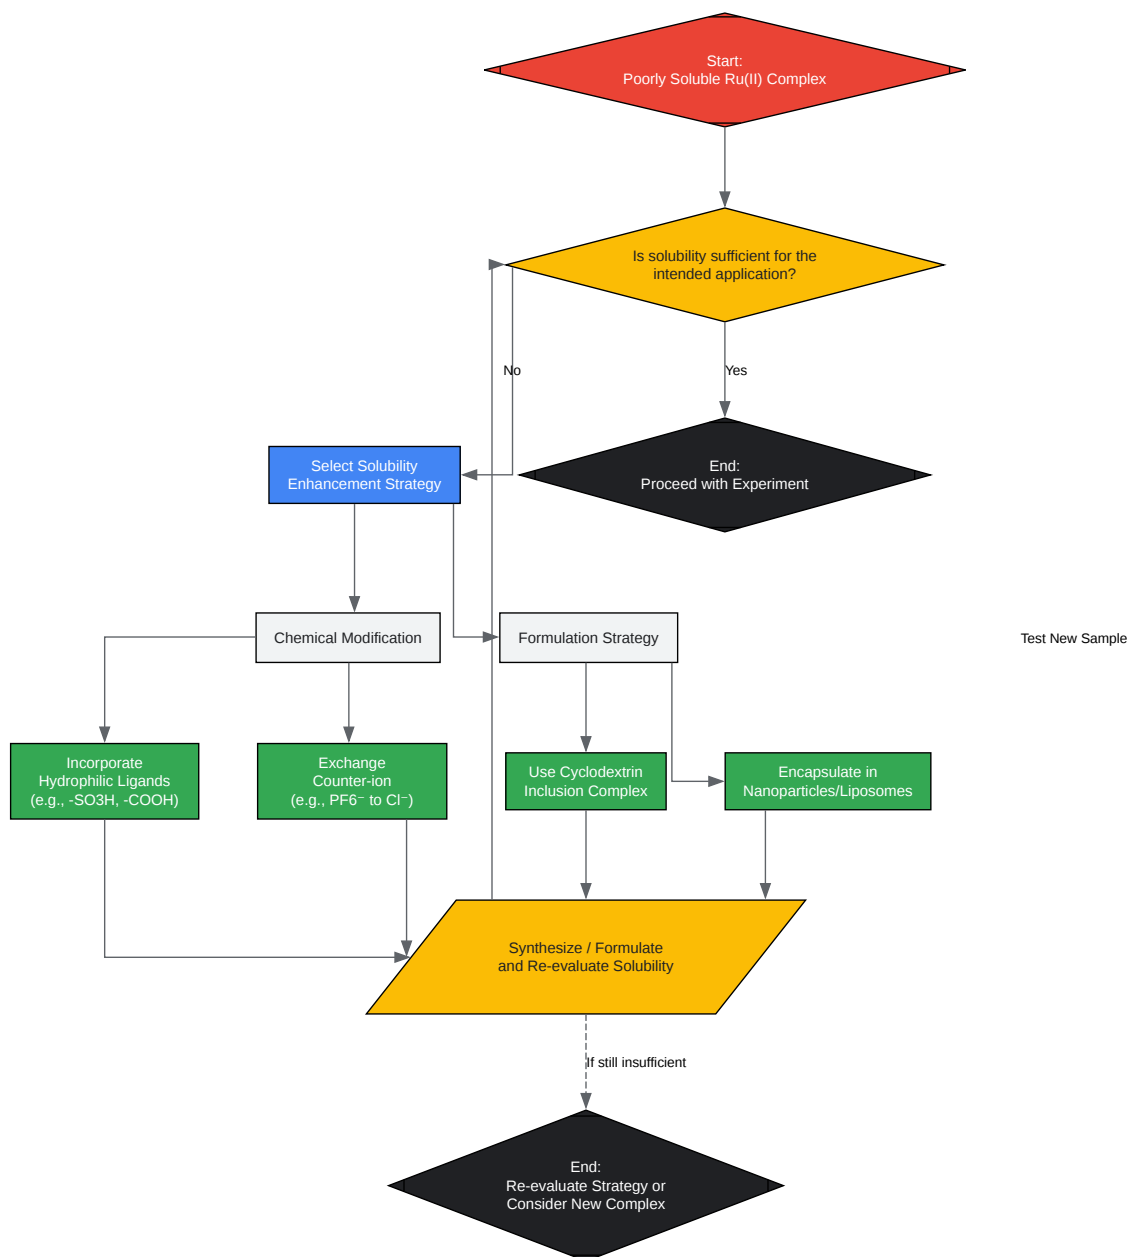 Start:
Poorly Soluble Ru(II) Complex
Is solubility sufficient for the
intended application?
No
Yes
Select Solubility
Enhancement Strategy
End:
Proceed with Experiment
Chemical Modification
Formulation Strategy
Test New Sample
Incorporate
Hydrophilic Ligands
(e.g., -SO3H, -COOH)
Exchange
Counter-ion
(e.g., PF6⁻ to Cl⁻)
Use Cyclodextrin
Inclusion Complex
Encapsulate in
Nanoparticles/Liposomes
Synthesize / Formulate
and Re-evaluate Solubility
If still insufficient
End:
Re-evaluate Strategy or
Consider New Complex